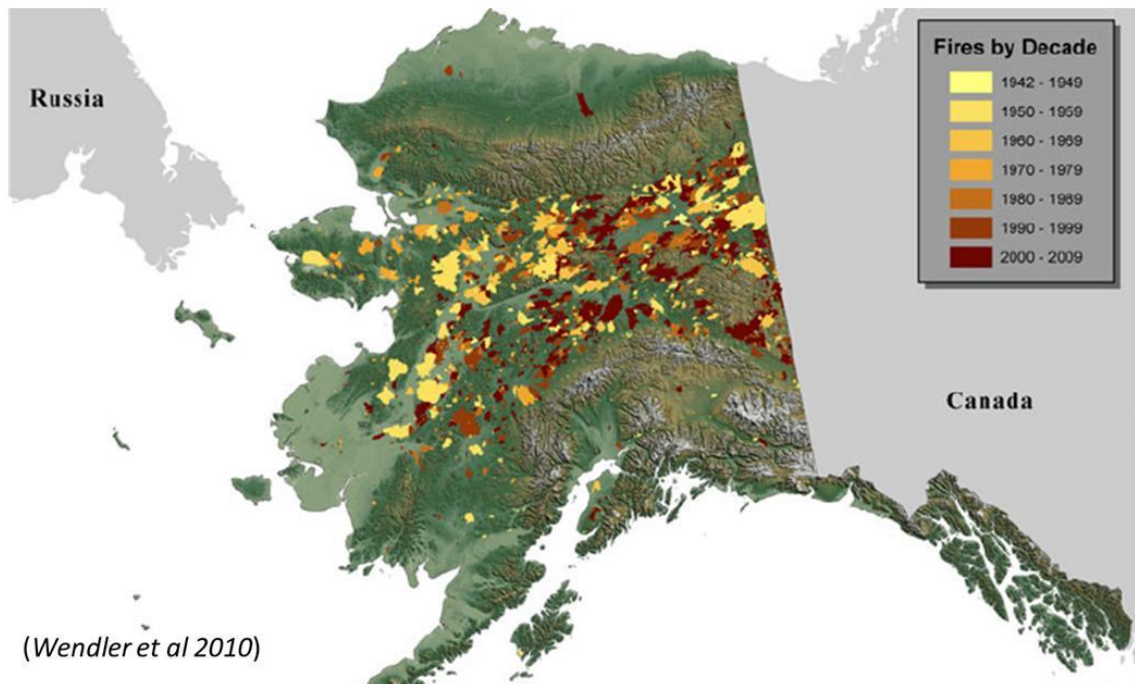 Russia
Fires by Decade
1942 - 1949
1950 - 1959
1960 - 1969
1970 - 1979
1980 - 1989
1990 - 1999
2000 - 2009
Canada
(Wendler et al 2010)